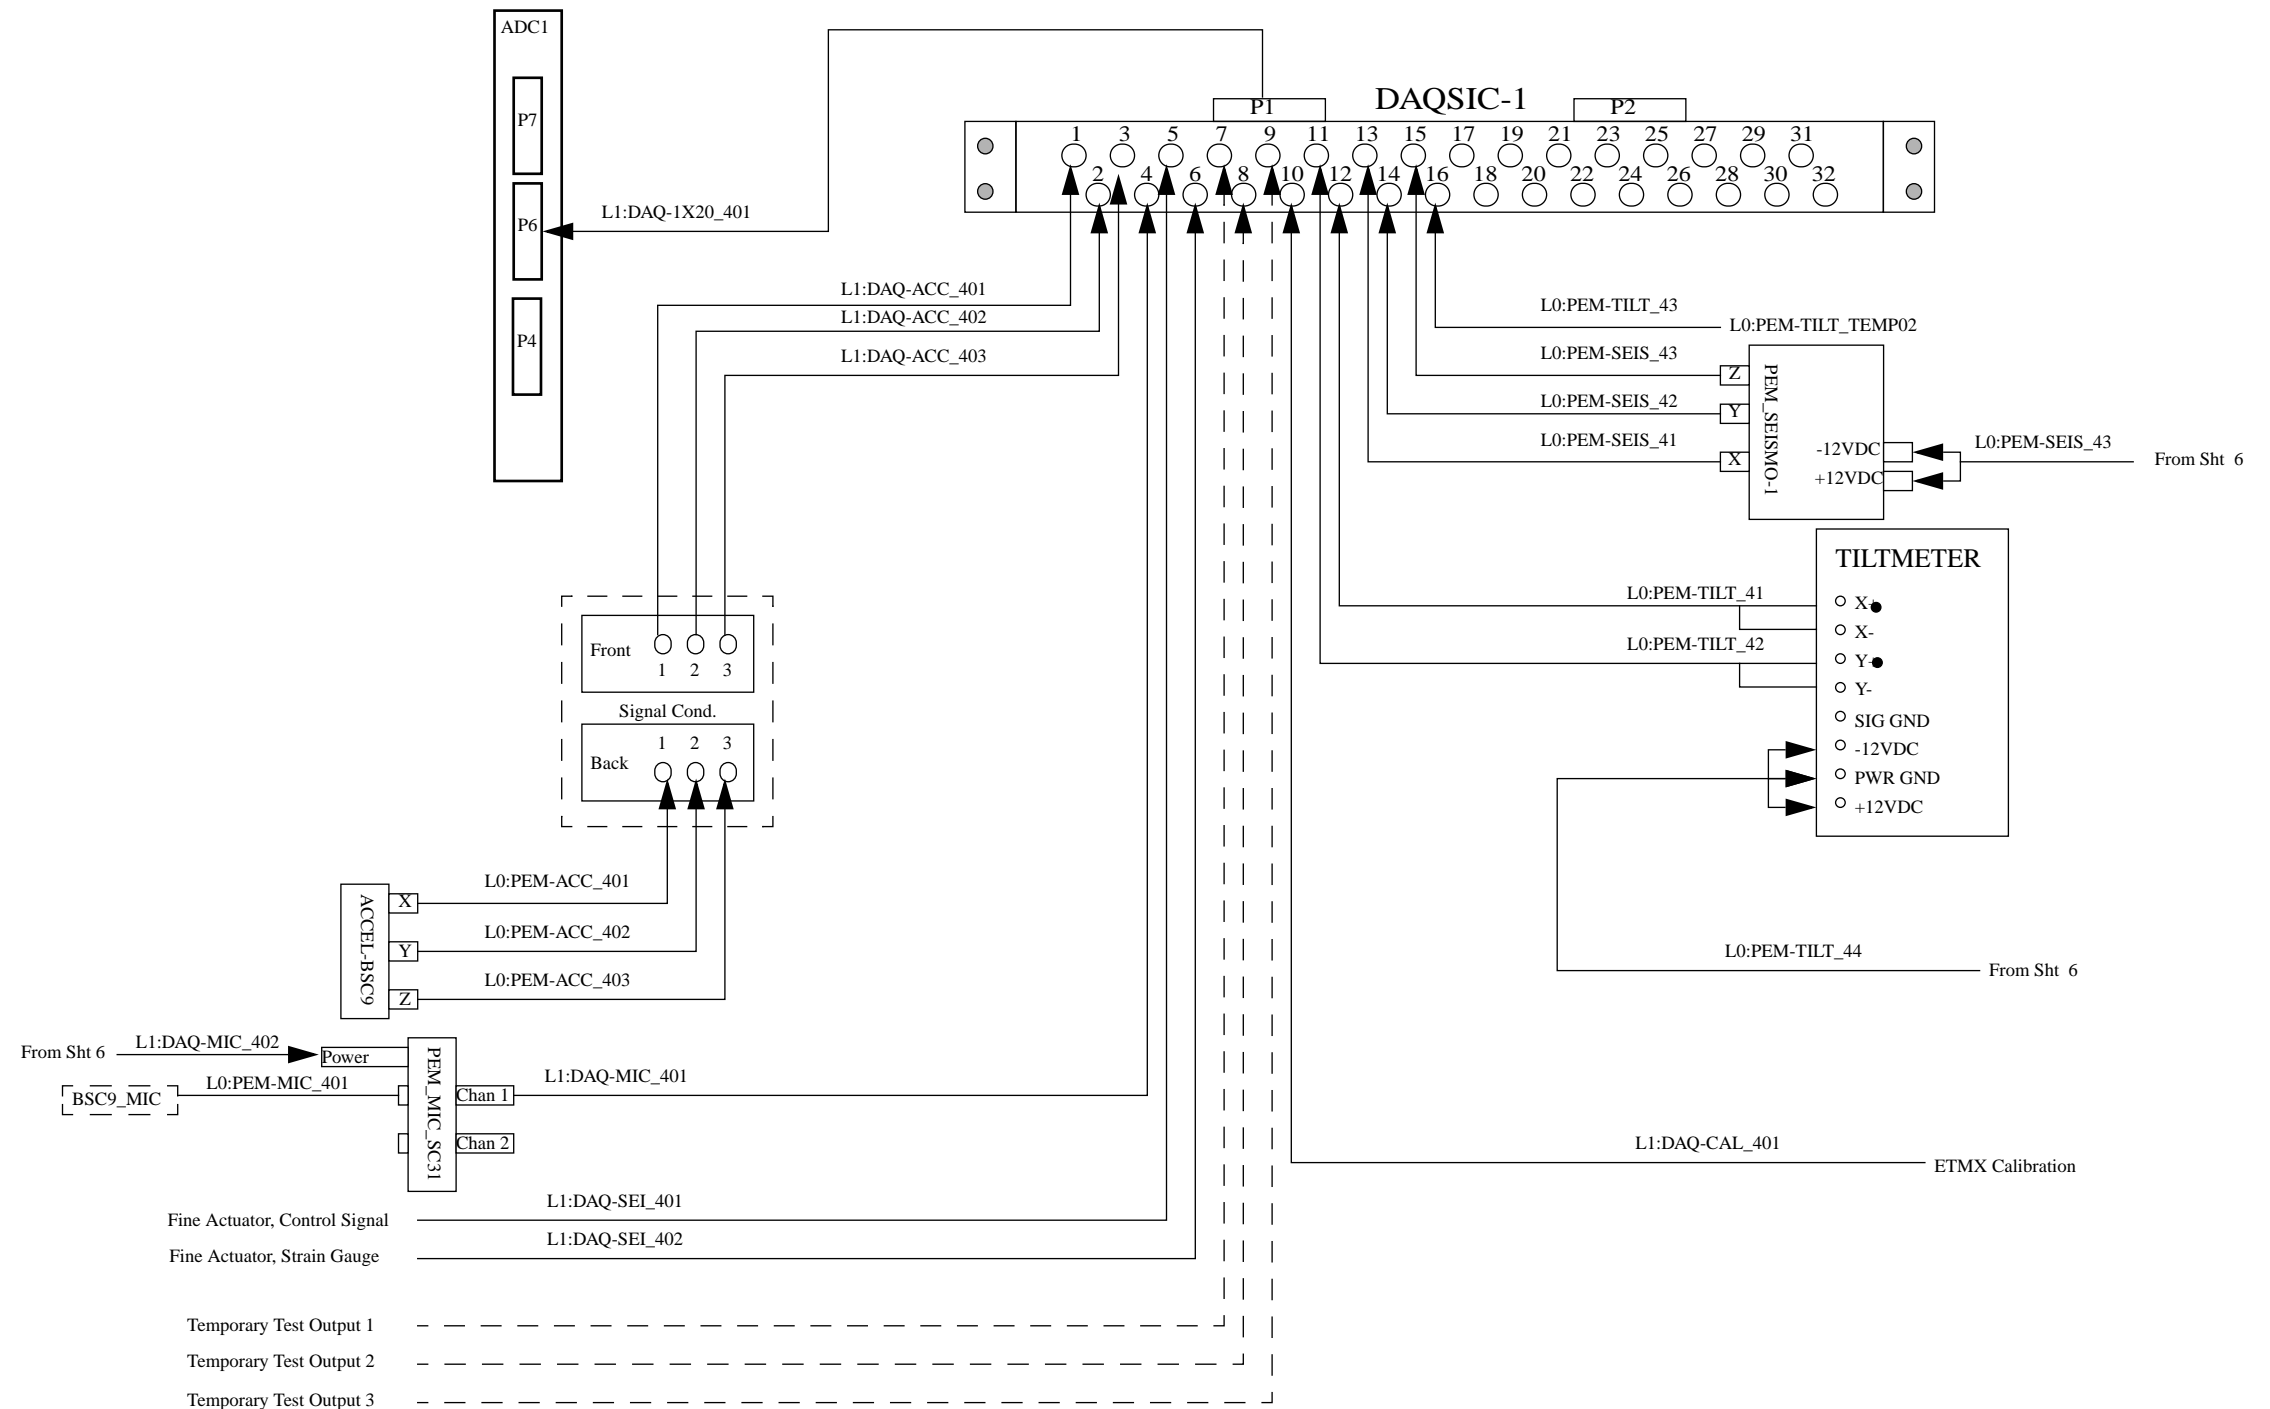 ADC1
P7
P6
P4
L1:DAQ-1X20_401
DAQSIC-1
P1
P2
1 3 5 7 9 11 13 15 17 19 21 23 25 27 29 31
2 4 6 8 10 12 14 16 18 20 22 24 26 28 30 32
L1:DAQ-ACC_401
L1:DAQ-ACC_402
L1:DAQ-ACC_403
L0:PEM-TILT_43
L0:PEM-TILT_TEMP02
L0:PEM-SEIS_43
L0:PEM-SEIS_42
L0:PEM-SEIS_41
Z
Y
X
PEM_SEISMO-1
-12VDC
+12VDC
L0:PEM-SEIS_43
From Sht 6
TILTMETER
X+
X-
Y+
Y-
SIG GND
-12VDC
PWR GND
+12VDC
L0:PEM-TILT_41
L0:PEM-TILT_42
L0:PEM-TILT_44
From Sht 6
Front
1 2 3
Signal Cond.
1 2 3
Back
ACCEL-BSC9
X
Y
Z
L0:PEM-ACC_401
L0:PEM-ACC_402
L0:PEM-ACC_403
From Sht 6
L1:DAQ-MIC_402
Power
L0:PEM-MIC_401
BSC9_MIC
PEM_MIC_SC31
Chan 1
Chan 2
L1:DAQ-MIC_401
L1:DAQ-CAL_401
ETMX Calibration
L1:DAQ-SEI_401
Fine Actuator, Control Signal
L1:DAQ-SEI_402
Fine Actuator, Strain Gauge
Temporary Test Output 1
Temporary Test Output 2
Temporary Test Output 3